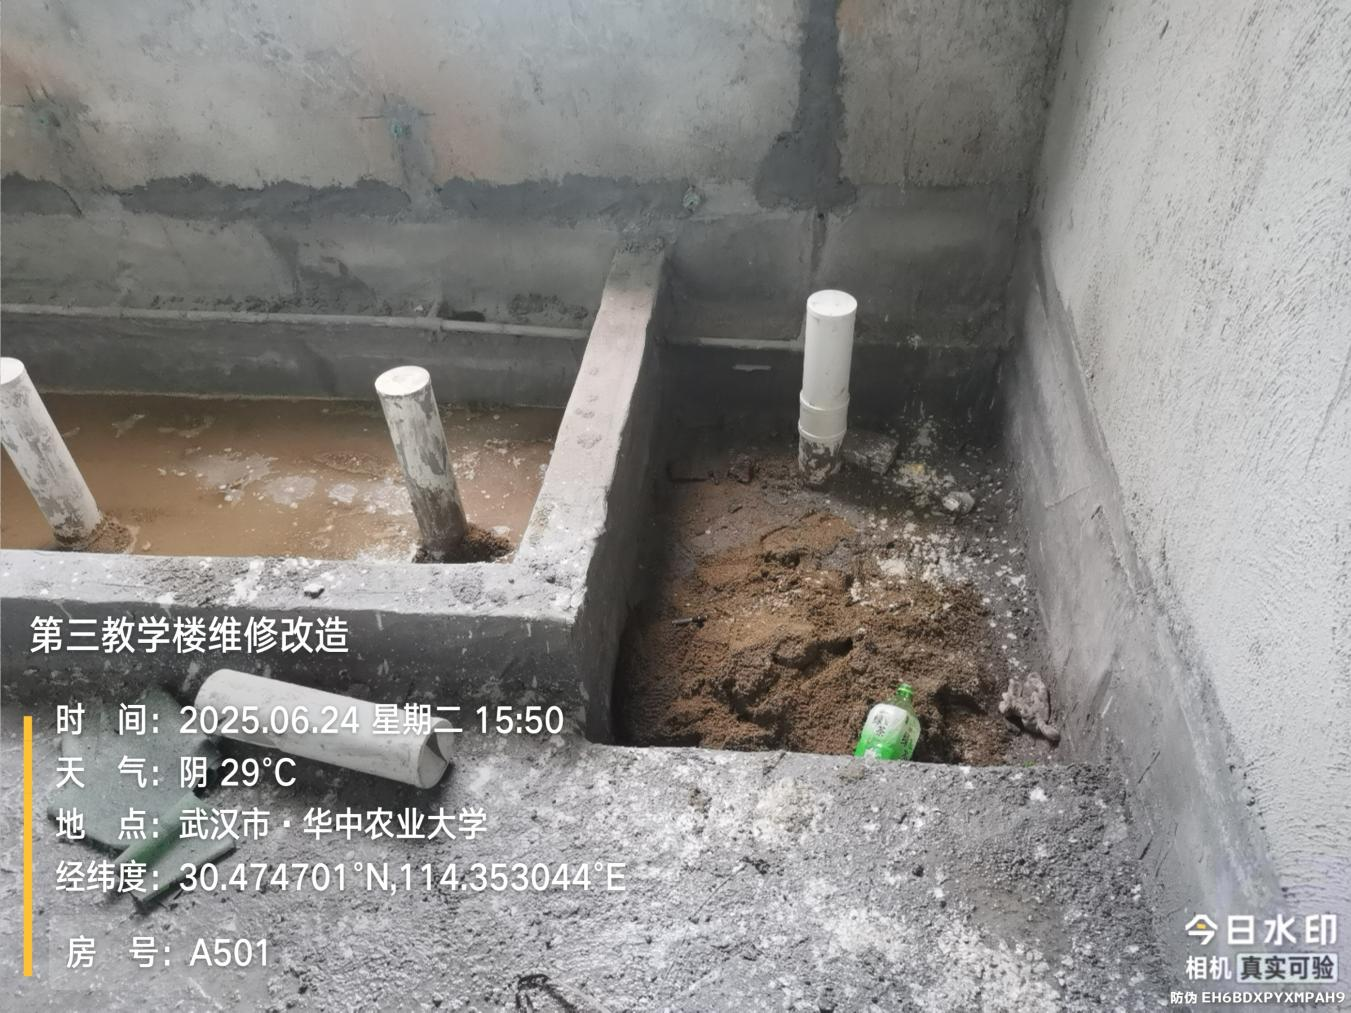 第三教学楼维修改造
时 间：2025.06.24 星期二 15:50
天 气：阴 29℃
地 点：武汉市·华中农业大学
经纬度：30.474701°N,114.353044°E
房 号：A501
今日水印
相机 真实可验
防伪 EH6BDXPYXMPAH9